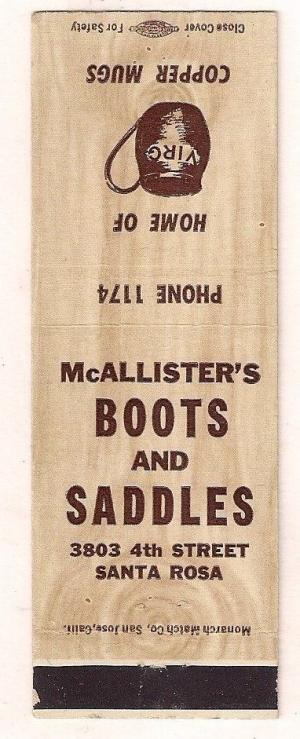 Close Cover For Safety
COPPER MUGS
VIRG
HOME OF
PHONE 1174
McALLISTER'S
BOOTS
AND
SADDLES
3803 4th STREET
SANTA ROSA
Monarch Match Co, San Jose, Calif.